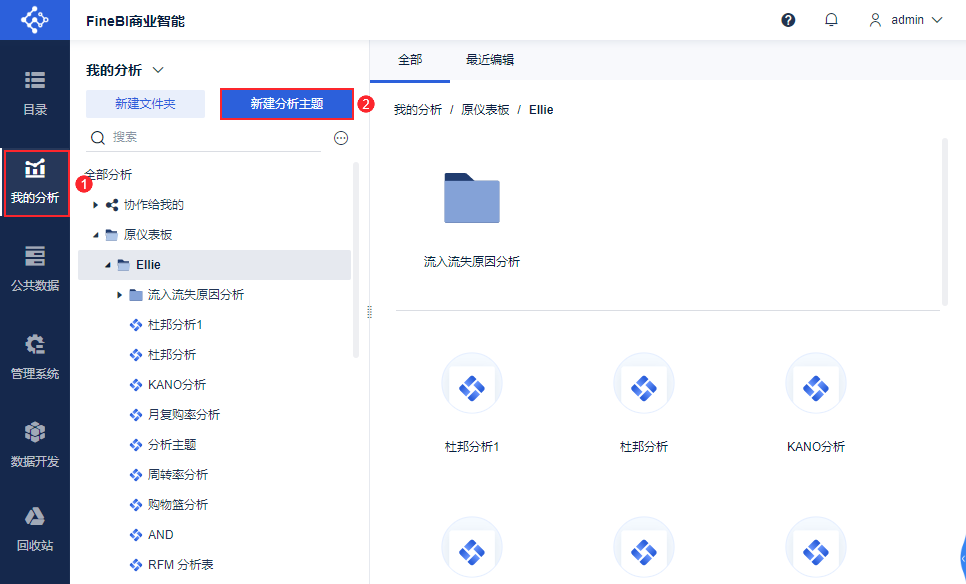 FineBI商业智能
admin
目录
我的分析
1
公共数据
管理系统
数据开发
回收站
我的分析
新建文件夹
新建分析主题
2
搜索
全部分析
协作给我的
原仪表板
Ellie
流入流失原因分析
杜邦分析1
杜邦分析
KANO分析
月复购率分析
分析主题
周转率分析
购物篮分析
AND
RFM 分析表
全部
最近编辑
我的分析 / 原仪表板 / Ellie
流入流失原因分析
杜邦分析1
杜邦分析
KANO分析